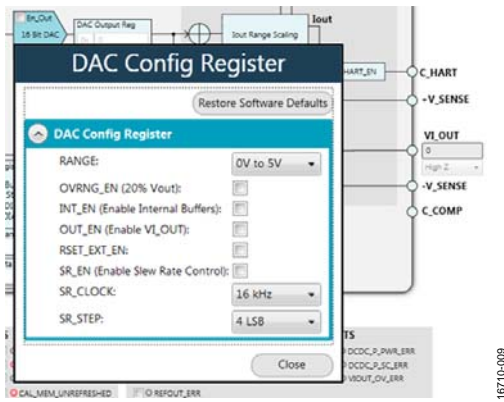 En_Out
16 Bit DAC
DAC Output Reg
Iout Range Scaling
Iout
HART_EN
C_HART
+V_SENSE
VI_OUT
0
High Z
-V_SENSE
C_COMP
DAC Config Register
Restore Software Defaults
DAC Config Register
RANGE:
0V to 5V
OVRNG_EN (20% Vout):
INT_EN (Enable Internal Buffers):
OUT_EN (Enable VI_OUT):
RSET_EXT_EN:
SR_EN (Enable Slew Rate Control):
SR_CLOCK:
16 kHz
SR_STEP:
4 LSB
Close
TS
DCDC_P_PWR_ERR
DCDC_P_SC_ERR
VIOUT_OV_ERR
CAL_MEM_UNREFRESHED
REFOUT_ERR
16710-009